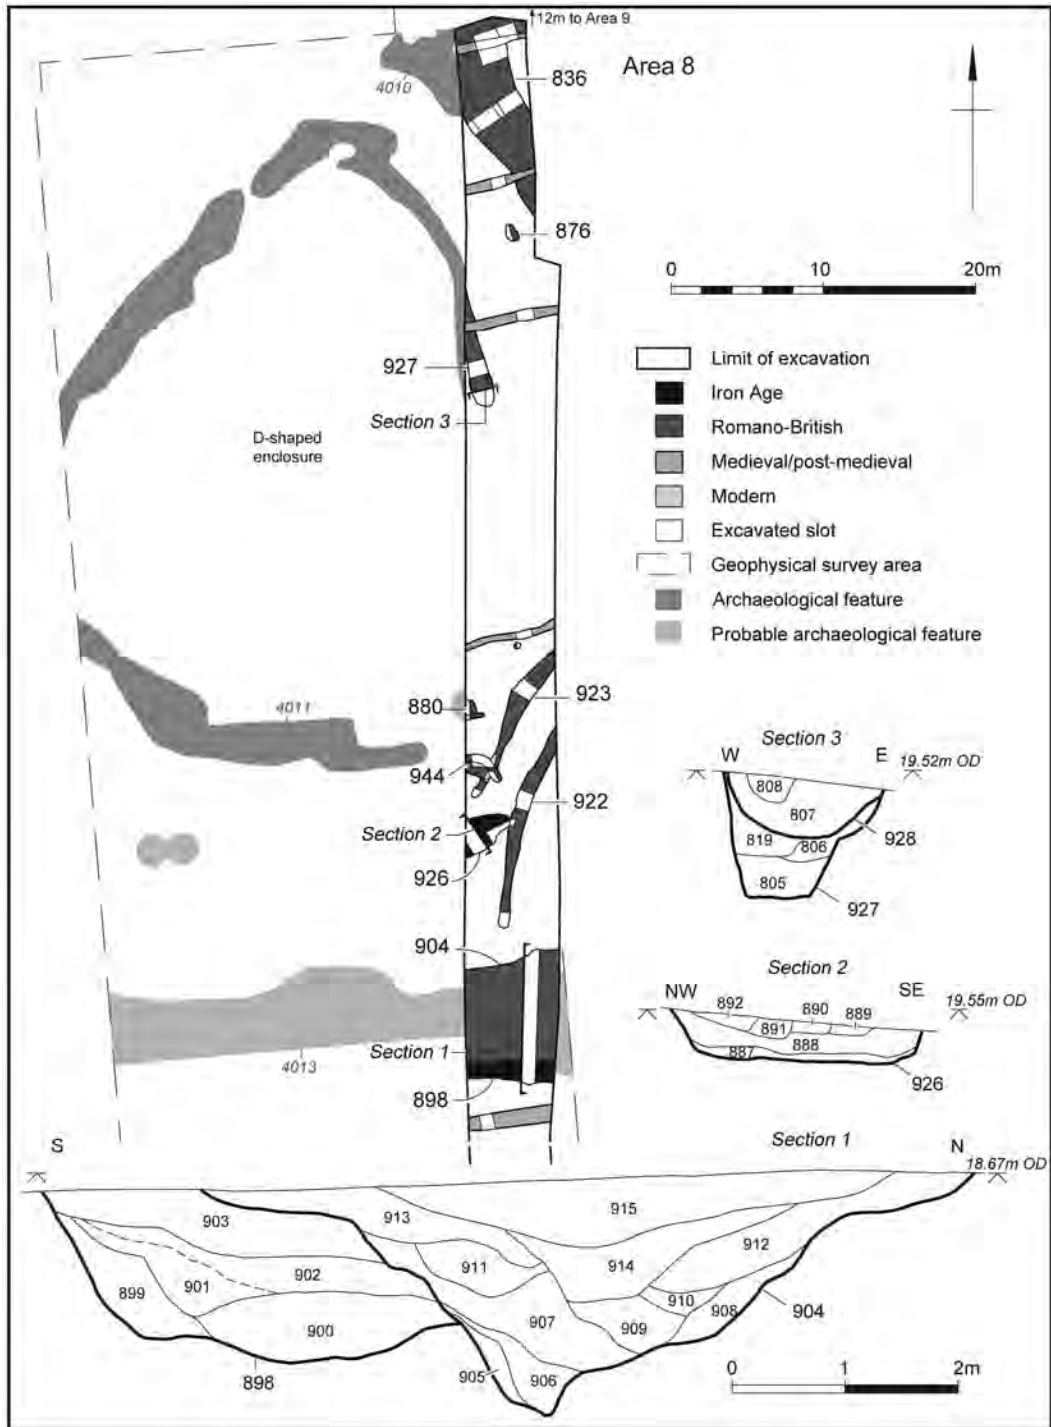 12m to Area 9
Area 8
836
4010
876
0 10 20m
927
Section 3
D-shaped
enclosure
Limit of excavation
Iron Age
Romano-British
Medieval/post-medieval
Modern
Excavated slot
Geophysical survey area
Archaeological feature
Probable archaeological feature
880
4011
923
944
922
Section 2
926
904
Section 1
4013
898
Section 3
W E 19.52m OD
808
807
819 806
928
805
927
Section 2
NW SE 19.55m OD
892 890 889
891
888
887
926
Section 1
S N
18.67m OD
903 913 915
912
911 914
902
901
899
910
908
900 907 909
904
905 906
898
0 1 2m